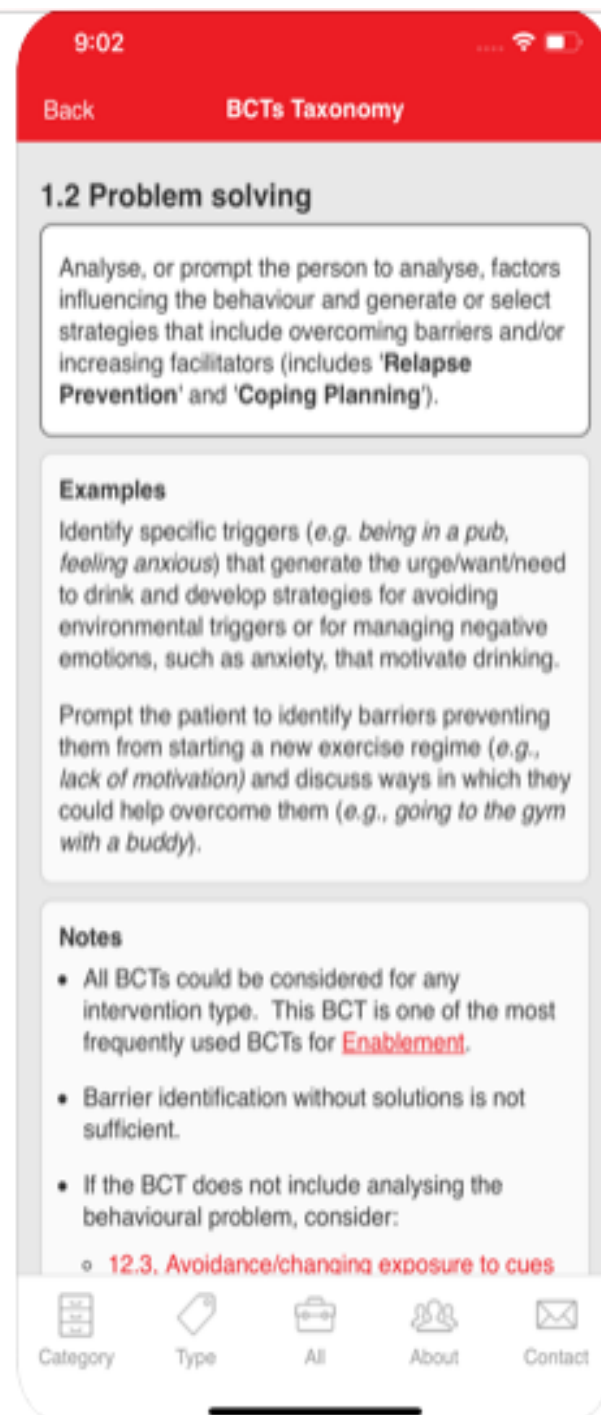 9:02
Back
BCTs Taxonomy
1.2 Problem solving
Analyse, or prompt the person to analyse, factors
influencing the behaviour and generate or select
strategies that include overcoming barriers and/or
increasing facilitators (includes 'Relapse
Prevention' and 'Coping Planning').
Examples
Identify specific triggers (e.g. being in a pub,
feeling anxious) that generate the urge/want/need
to drink and develop strategies for avoiding
environmental triggers or for managing negative
emotions, such as anxiety, that motivate drinking.
Prompt the patient to identify barriers preventing
them from starting a new exercise regime (e.g.,
lack of motivation) and discuss ways in which they
could help overcome them (e.g., going to the gym
with a buddy).
Notes
• All BCTs could be considered for any
intervention type. This BCT is one of the most
frequently used BCTs for Enablement.
• Barrier identification without solutions is not
sufficient.
• If the BCT does not include analysing the
behavioural problem, consider:
◦ 12.3, Avoidance/changing exposure to cues
Category
Type
All
About
Contact